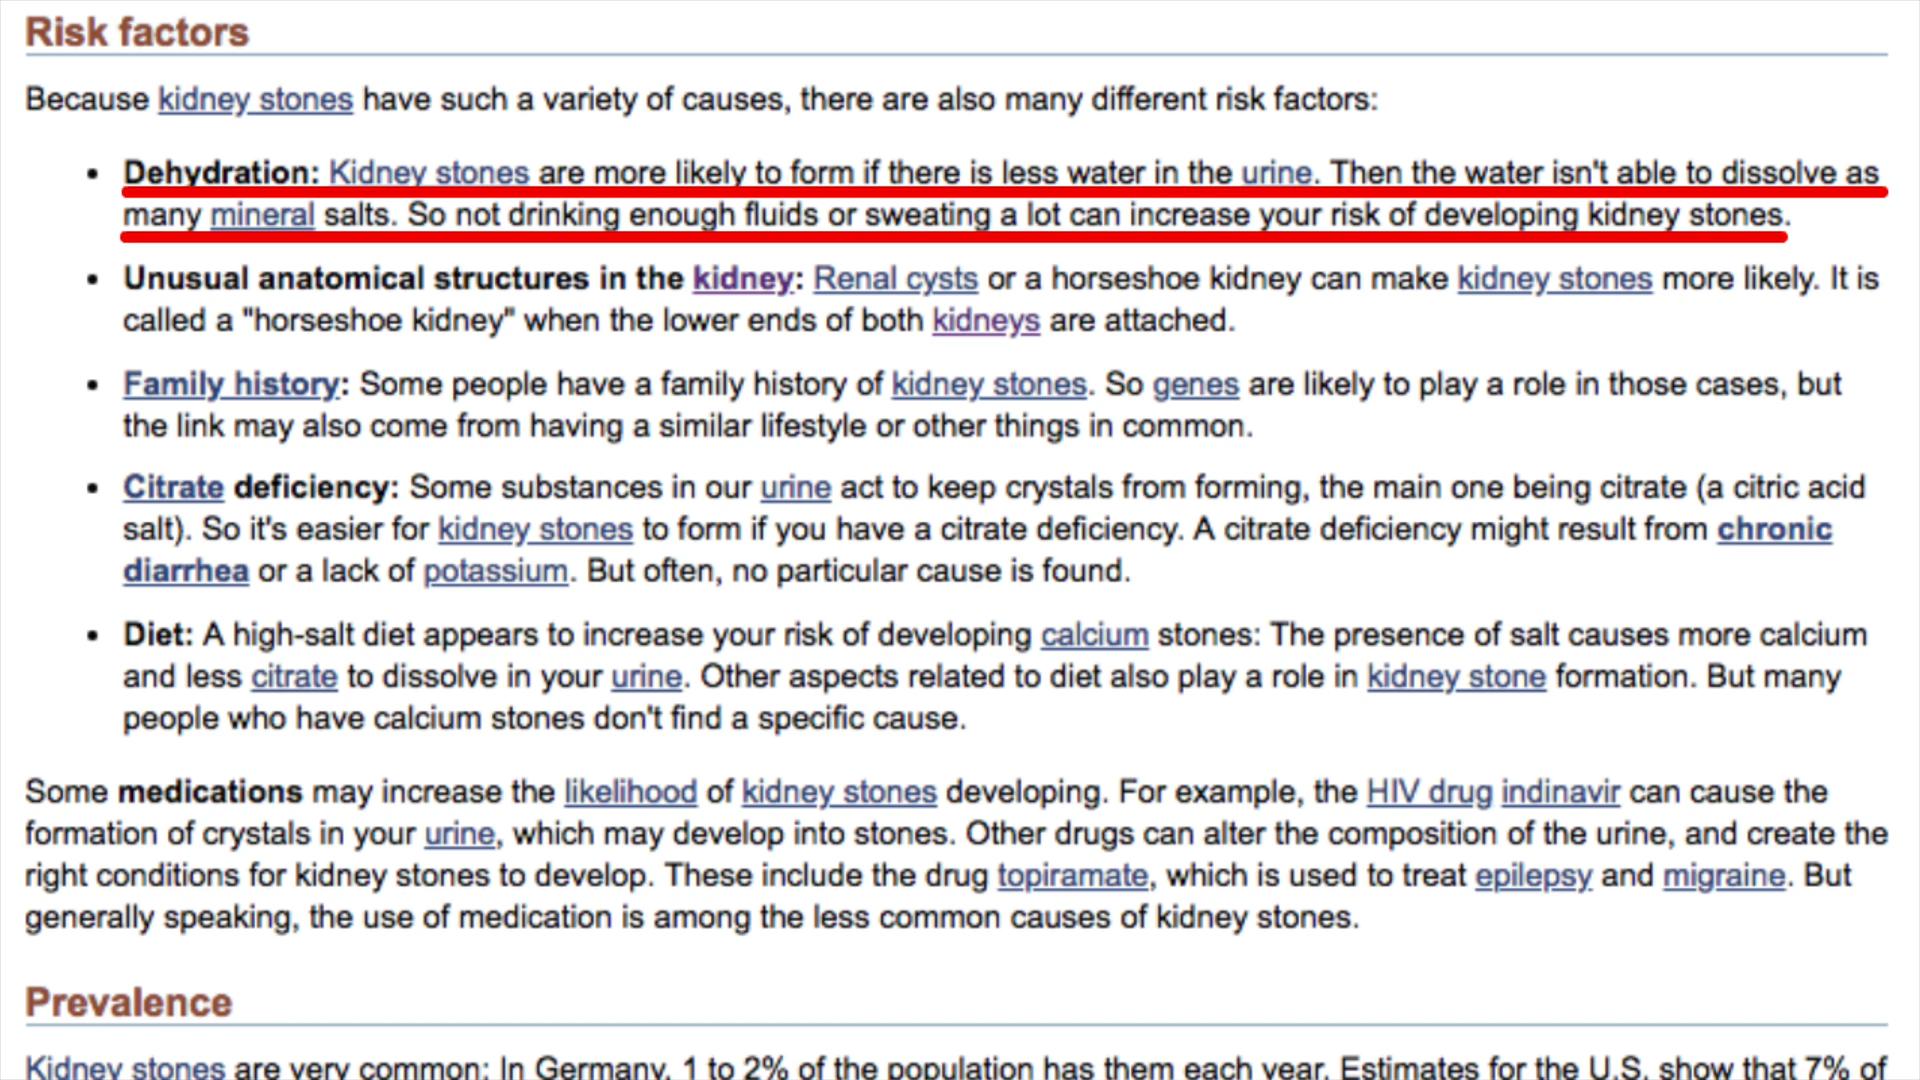 Risk factors
Because kidney stones have such a variety of causes, there are also many different risk factors:
• Dehydration: Kidney stones are more likely to form if there is less water in the urine. Then the water isn't able to dissolve as
many mineral salts. So not drinking enough fluids or sweating a lot can increase your risk of developing kidney stones.
• Unusual anatomical structures in the kidney: Renal cysts or a horseshoe kidney can make kidney stones more likely. It is
called a "horseshoe kidney" when the lower ends of both kidneys are attached.
• Family history: Some people have a family history of kidney stones. So genes are likely to play a role in those cases, but
the link may also come from having a similar lifestyle or other things in common.
• Citrate deficiency: Some substances in our urine act to keep crystals from forming, the main one being citrate (a citric acid
salt). So it's easier for kidney stones to form if you have a citrate deficiency. A citrate deficiency might result from chronic
diarrhea or a lack of potassium. But often, no particular cause is found.
• Diet: A high-salt diet appears to increase your risk of developing calcium stones: The presence of salt causes more calcium
and less citrate to dissolve in your urine. Other aspects related to diet also play a role in kidney stone formation. But many
people who have calcium stones don't find a specific cause.
Some medications may increase the likelihood of kidney stones developing. For example, the HIV drug indinavir can cause the
formation of crystals in your urine, which may develop into stones. Other drugs can alter the composition of the urine, and create the
right conditions for kidney stones to develop. These include the drug topiramate, which is used to treat epilepsy and migraine. But
generally speaking, the use of medication is among the less common causes of kidney stones.
Prevalence
Kidney stones are very common: In Germany, 1 to 2% of the population has them each year. Estimates for the U.S. show that 7% of